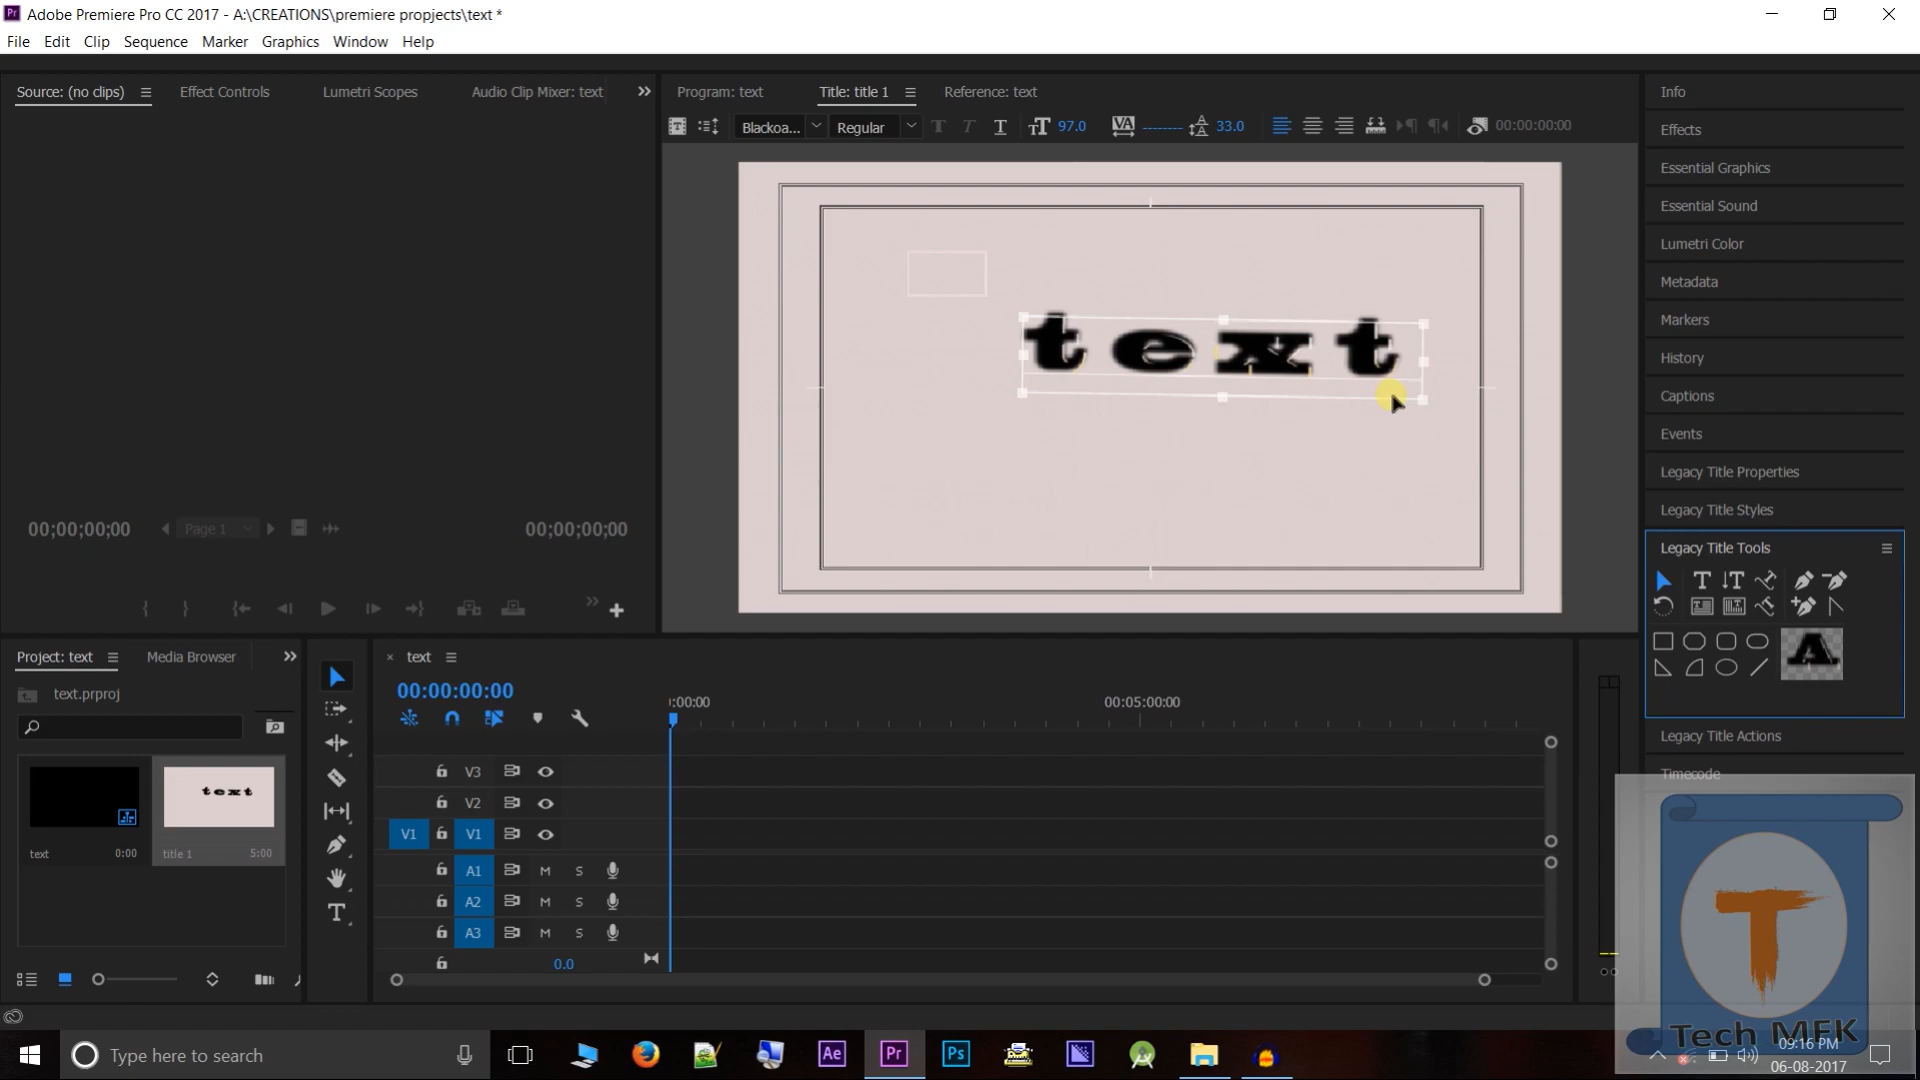 Adobe Premiere Pro CC 2017 - A:\CREATIONS\premiere propjects\text *
File Edit Clip Sequence Marker Graphics Window Help
Source: (no clips) Effect Controls Lumetri Scopes Audio Clip Mixer: text
Program: text Title: title 1 Reference: text
Blackoa... Regular T T T TT 97.0 VA 33.0 00:00:00:00
text
00;00;00;00 Page 1 00;00;00;00
Info
Effects
Essential Graphics
Essential Sound
Lumetri Color
Metadata
Markers
History
Captions
Events
Legacy Title Properties
Legacy Title Styles
Legacy Title Tools
A
Legacy Title Actions
Timecode
Project: text Media Browser
text.prproj
text 0:00 title 1 5:00
text
00:00:00:00
:00:00 00:05:00:00
V3
V2
V1 V1
A1 M S
A2 M S
A3 M S
0.0
T
Tech MFK
Type here to search
Ae Pr Ps
09:16 PM
06-08-2017